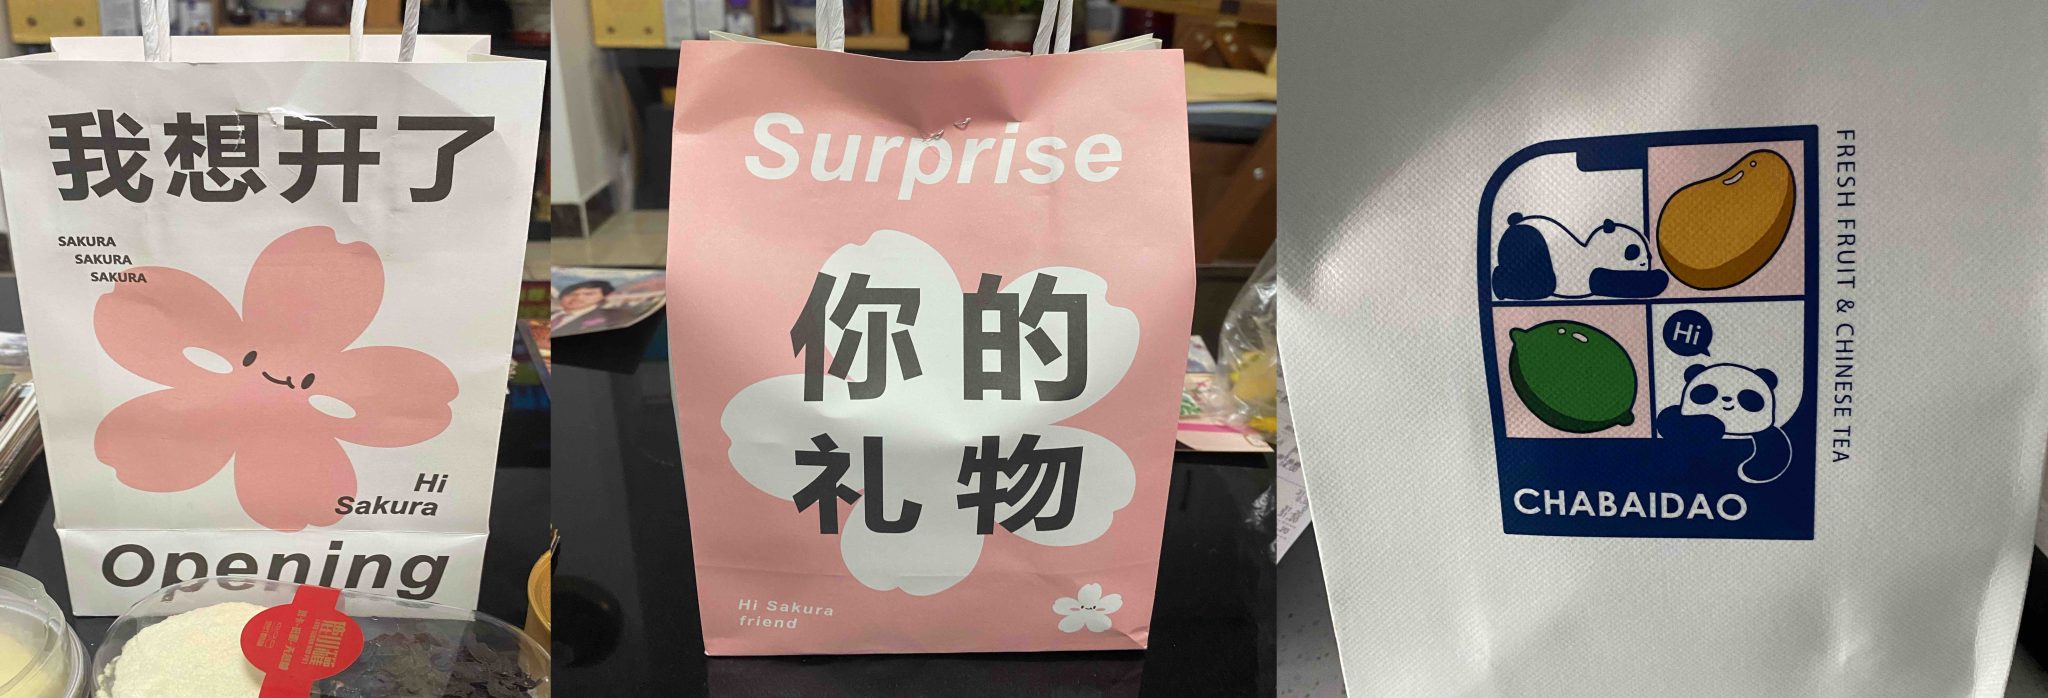 我想开了
SAKURA
SAKURA
SAKURA
Hi
Sakura
Opening
Surprise
你的
礼物
Hi Sakura
friend
Hi
CHABAIDAO
FRESH FRUIT & CHINESE TEA